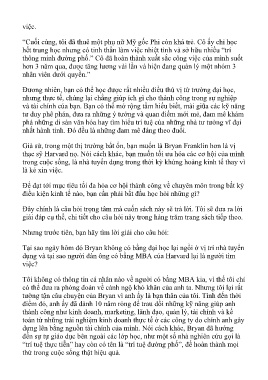 việc.
“Cuối cùng, tôi đã thuê một phụ nữ Mỹ gốc Phi còn khá trẻ. Cô ấy chỉ học
hết trung học nhưng có tinh thần làm việc nhiệt tình và sở hữu nhiều “trí
thông minh đường phố.” Cô đã hoàn thành xuất sắc công việc của mình suốt
hơn 3 năm qua, được tăng lương vài lần và hiện đang quản lý một nhóm 3
nhân viên dưới quyền.”
Đương nhiên, bạn có thể học được rất nhiều điều thú vị từ trường đại học,
nhưng thực tế, chúng lại chẳng giúp ích gì cho thành công trong sự nghiệp
và tài chính của bạn. Bạn có thể mở rộng tầm hiểu biết, mài giũa các kỹ năng
tư duy phê phán, đưa ra những ý tưởng và quan điểm mới mẻ, đam mê khám
phá những di sản văn hóa hay tìm hiểu trí tuệ của những nhà tư tưởng vĩ đại
nhất hành tinh. Đó đều là những đam mê đáng theo đuổi.
Giả sử, trong một thị trường bất ổn, bạn muốn là Bryan Franklin hơn là vị
thạc sỹ Harvard nọ. Nói cách khác, bạn muốn tối ưu hóa các cơ hội của mình
trong cuộc sống, là nhà tuyển dụng trong thời kỳ khủng hoảng kinh tế thay vì
là kẻ xin việc.
Để đạt tới mục tiêu tối đa hóa cơ hội thành công về chuyên môn trong bất kỳ
điều kiện kinh tế nào, bạn cần phải bắt đầu học hỏi những gì?
Đây chính là câu hỏi trọng tâm mà cuốn sách này sẽ trả lời. Tôi sẽ đưa ra lời
giải đáp cụ thể, chi tiết cho câu hỏi này trong hàng trăm trang sách tiếp theo.
Nhưng trước tiên, bạn hãy tìm lời giải cho câu hỏi:
Tại sao ngày hôm đó Bryan không có bằng đại học lại ngồi ở vị trí nhà tuyển
dụng và tại sao người đàn ông có bằng MBA của Harvard lại là người tìm
việc?
Tôi không có thông tin cá nhân nào về người có bằng MBA kia, vì thế tôi chỉ
có thể đưa ra phỏng đoán về cảnh ngộ khó khăn của anh ta. Nhưng tôi lại rất
tường tận câu chuyện của Bryan vì anh ấy là bạn thân của tôi. Tính đến thời
điểm đó, anh ấy đã dành 10 năm ròng để trau dồi những kỹ năng giúp anh
thành công như kinh doanh, marketing, lãnh đạo, quản lý, tài chính và kế
toán từ những trải nghiệm kinh doanh thực tế ở các công ty do chính anh gây
dựng lên bằng nguồn tài chính của mình. Nói cách khác, Bryan đã hướng
đến sự tự giáo dục bên ngoài các lớp học, như một số nhà nghiên cứu gọi là
“trí tuệ thực tiễn” hay còn có tên là “trí tuệ đường phố”, để hoàn thành mọi
thứ trong cuộc sống thật hiệu quả.